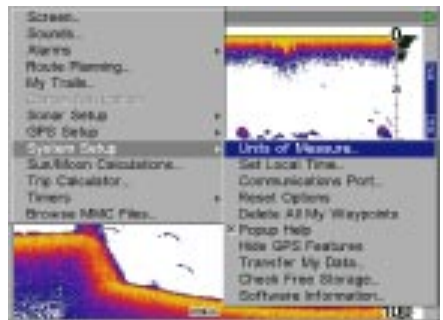 Screen...
Sounds...
Alarms
Route Planning...
My Trails...
Sonar Setup
GPS Setup
System Setup
Sun/Moon Calculations...
Trip Calculator...
Timers
Browse MMC Files...
0
Units of Measure...
Set Local Time...
Communications Port...
Reset Options
Delete All My Waypoints
× Popup Help
Hide GPS Features
Transfer My Data...
Check Free Storage...
Software Information...